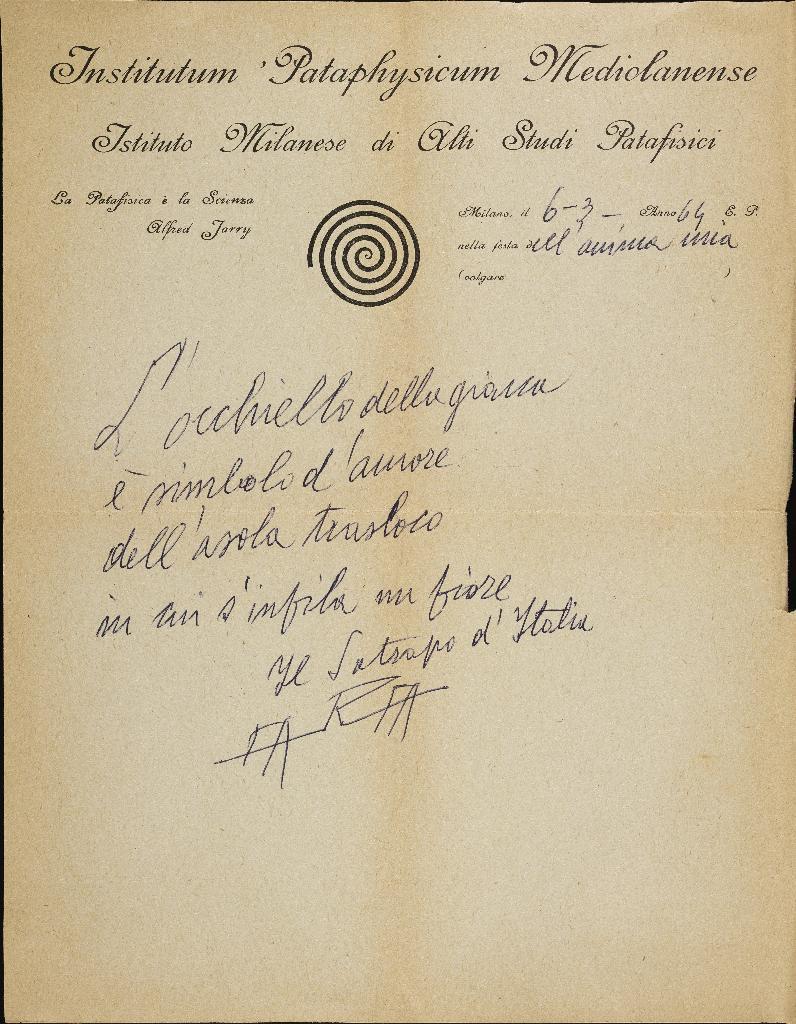 Institutum 'Pataphysicum Mediolanense
Istituto Milanese di Alti Studi Patafisici
La Patafisica è la Scienza
Alfred Jarry
Milano, il 6-3- Anno 64 E. P.
nella festa dell'anima mia
(volgare )
L'occhiello della giacca
è simbolo d'amore
dell'asola trasloco
in cui s'infila un fiore
Il Satrapo d'Italia